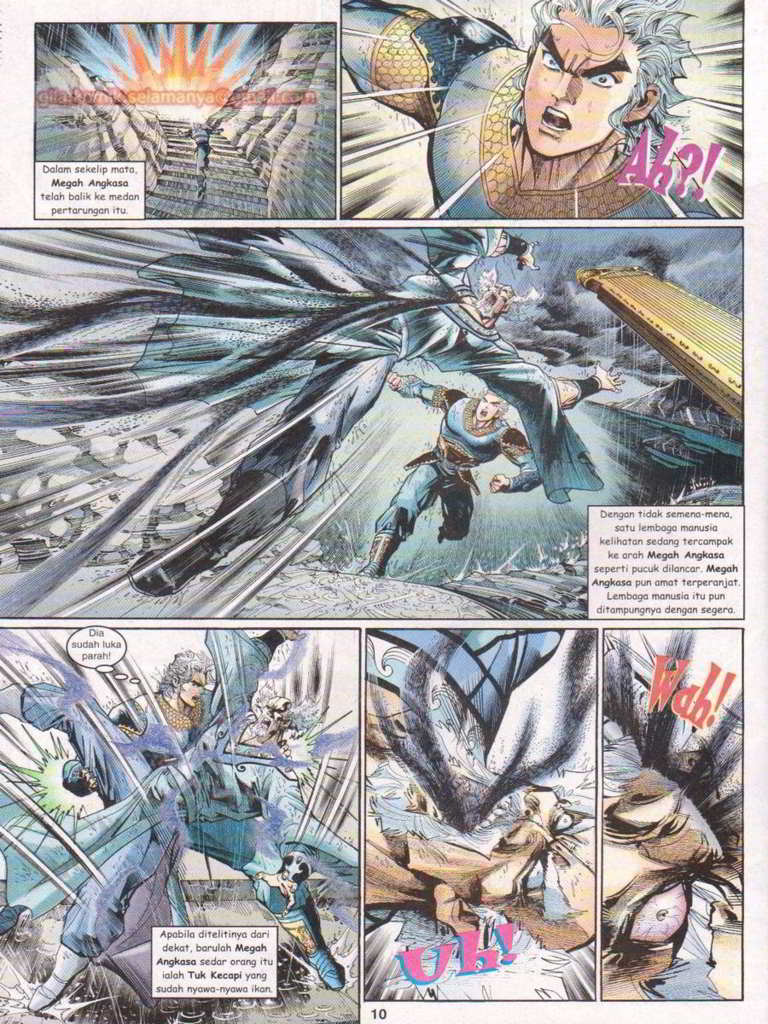 Dalam sekelip mata,
Megah Angkasa
telah balik ke medan
pertarungan itu.
Ah?!
Dengan tidak semena-mena,
satu lembaga manusia
kelihatan sedang tercampak
ke arah Megah Angkasa
seperti pucuk dilancar. Megah
Angkasa pun amat terperanjat.
Lembaga manusia itu pun
ditampungnya dengan segera.
Dia
sudah luka
parah!
Apabila ditelitinya dari
dekat, barulah Megah
Angkasa sedar orang itu
ialah Tuk Kecapi yang
sudah nyawa-nyawa ikan.
Uh!
Wah!
10